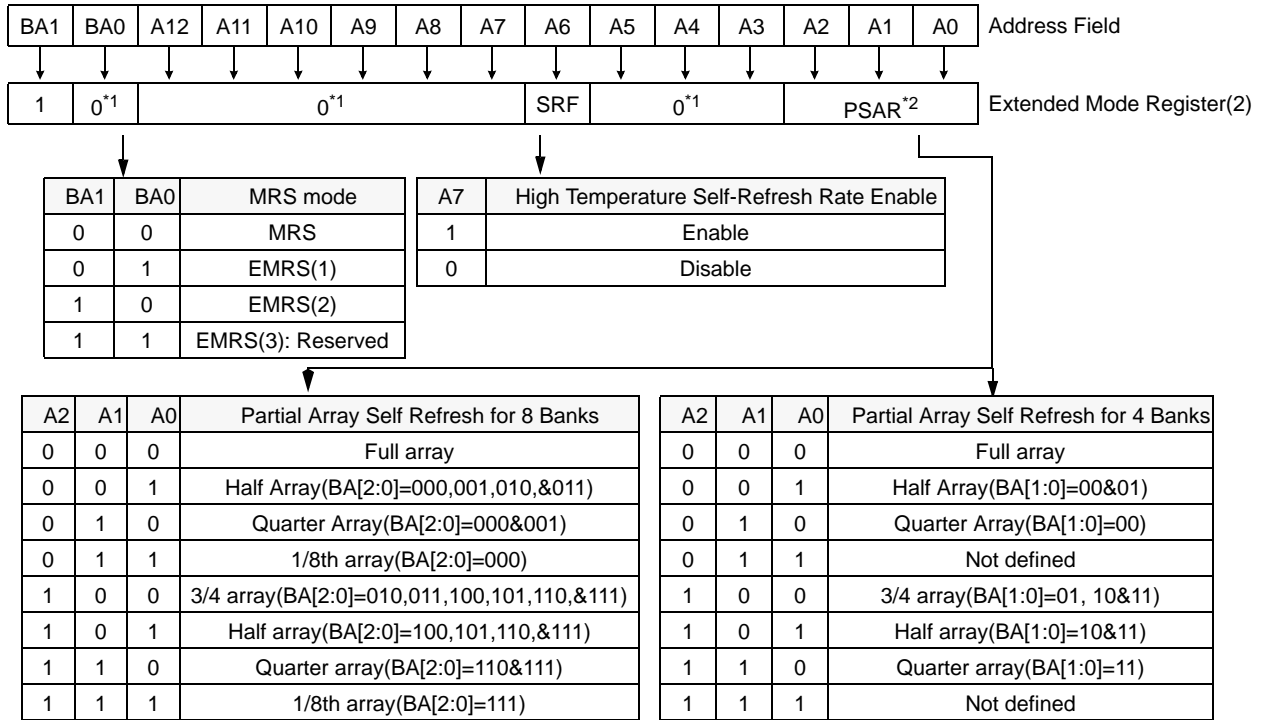 BA1 BA0 A12 A11 A10 A9 A8 A7 A6 A5 A4 A3 A2 A1 A0 Address Field
1 0*1 0*1 SRF 0*1 PSAR*2 Extended Mode Register(2)
BA1 BA0 MRS mode
0 0 MRS
0 1 EMRS(1)
1 0 EMRS(2)
1 1 EMRS(3): Reserved
A7 High Temperature Self-Refresh Rate Enable
1 Enable
0 Disable
A2 A1 A0 Partial Array Self Refresh for 8 Banks
0 0 0 Full array
0 0 1 Half Array(BA[2:0]=000,001,010,&011)
0 1 0 Quarter Array(BA[2:0]=000&001)
0 1 1 1/8th array(BA[2:0]=000)
1 0 0 3/4 array(BA[2:0]=010,011,100,101,110,&111)
1 0 1 Half array(BA[2:0]=100,101,110,&111)
1 1 0 Quarter array(BA[2:0]=110&111)
1 1 1 1/8th array(BA[2:0]=111)
A2 A1 A0 Partial Array Self Refresh for 4 Banks
0 0 0 Full array
0 0 1 Half Array(BA[1:0]=00&01)
0 1 0 Quarter Array(BA[1:0]=00)
0 1 1 Not defined
1 0 0 3/4 array(BA[1:0]=01, 10&11)
1 0 1 Half array(BA[1:0]=10&11)
1 1 0 Quarter array(BA[1:0]=11)
1 1 1 Not defined